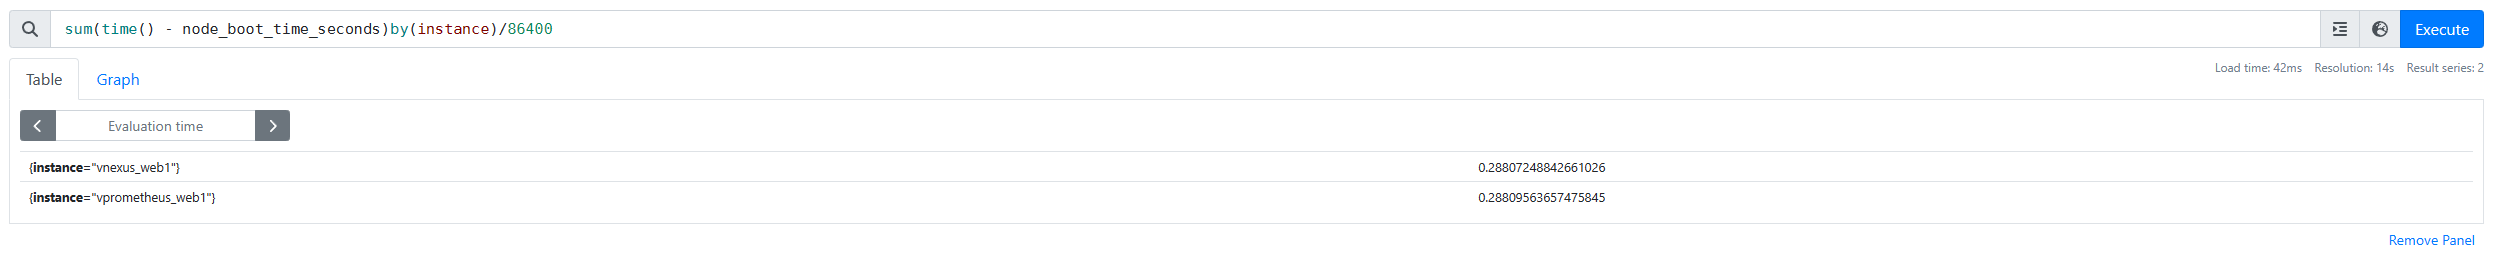 sum(time() - node_boot_time_seconds)by(instance)/86400
Execute
Table
Graph
Load time: 42ms Resolution: 14s Result series: 2
Evaluation time
{instance="vnexus_web1"} 0.28807248842661026
{instance="vprometheus_web1"} 0.28809563657475845
Remove Panel